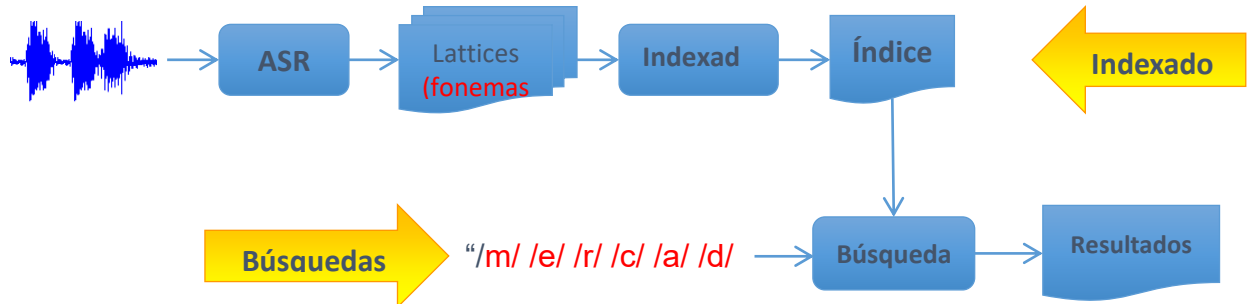 ASR
Lattices
(fonemas
Indexad
Índice
Indexado
Búsquedas
“/m/ /e/ /r/ /c/ /a/ /d/
Búsqueda
Resultados